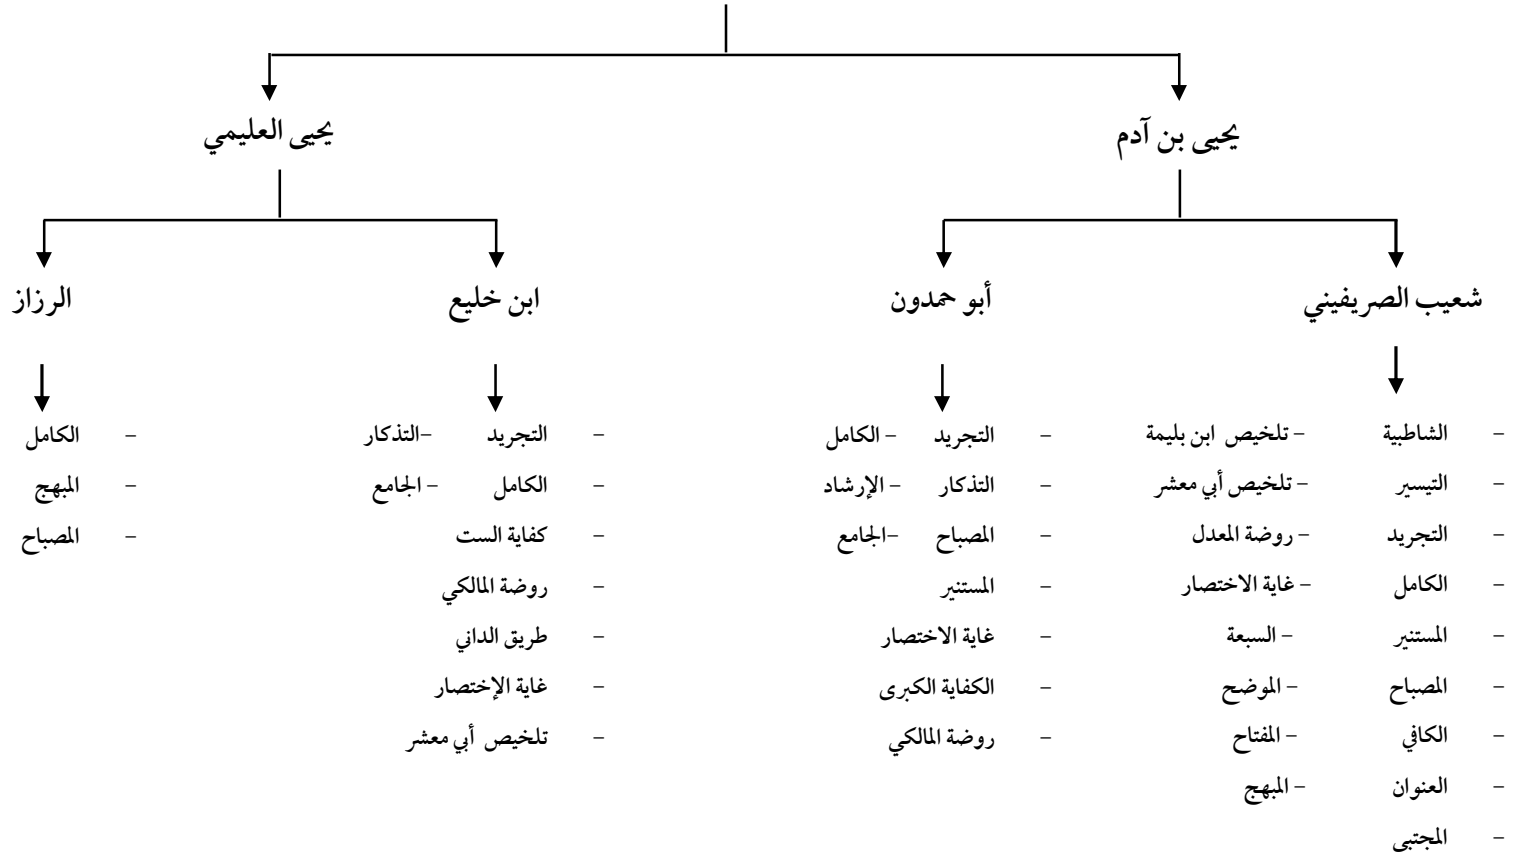 يحيى بن آدم
يحيى العليمي
شعيب الصريفيني
أبو حمدون
ابن خليع
الرزاز
- الشاطبية - تلخيص ابن بليمة
- التيسير - تلخيص أبي معشر
- التجريد - روضة المعدل
- الكامل - غاية الاختصار
- المستنير - السبعة
- المصباح - الموضح
- الكافي - المفتاح
- العنوان - المبهج
- المجتبى
- التجريد - الكامل
- التذكار - الإرشاد
- المصباح -الجامع
- المستنير
- غاية الاختصار
- الكفاية الكبرى
- روضة المالكي
- التجريد -التذكار
- الكامل - الجامع
- كفاية الست
- روضة المالكي
- طريق الداني
- غاية الإختصار
- تلخيص أبي معشر
- الكامل
- المبهج
- المصباح